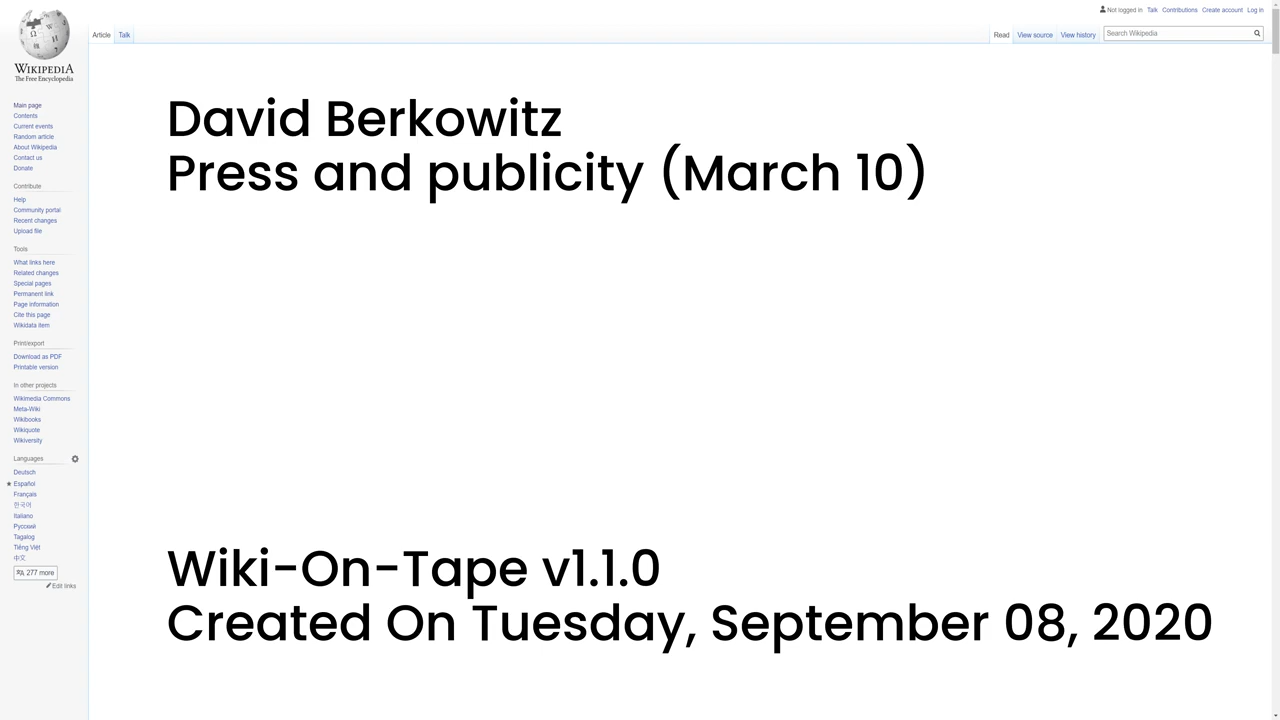 Not logged in Talk Contributions Create account Log in
Article Talk Read View source View history Search Wikipedia
WIKIPEDIA
The Free Encyclopedia
Main page
Contents
Current events
Random article
About Wikipedia
Contact us
Donate
Contribute
Help
Community portal
Recent changes
Upload file
Tools
What links here
Related changes
Special pages
Permanent link
Page information
Cite this page
Wikidata item
Print/export
Download as PDF
Printable version
In other projects
Wikimedia Commons
Meta-Wiki
Wikibooks
Wikiquote
Wikiversity
Languages
Deutsch
Español
Français
한국어
Italiano
Русский
Tagalog
Tiếng Việt
中文
277 more
Edit links
David Berkowitz
Press and publicity (March 10)
Wiki-On-Tape v1.1.0
Created On Tuesday, September 08, 2020